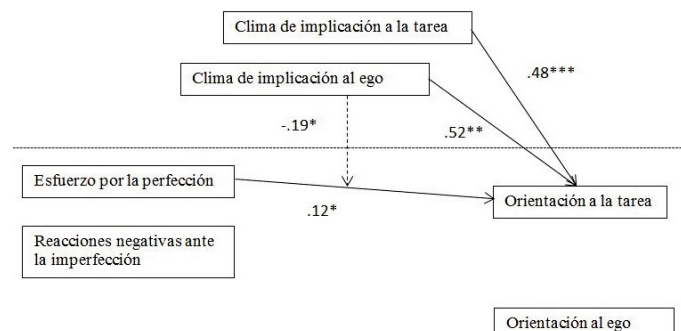 Clima de implicación a la tarea
Clima de implicación al ego
.48***
-.19*
.52**
Esfuerzo por la perfección
Orientación a la tarea
.12*
Reacciones negativas ante
la imperfección
Orientación al ego